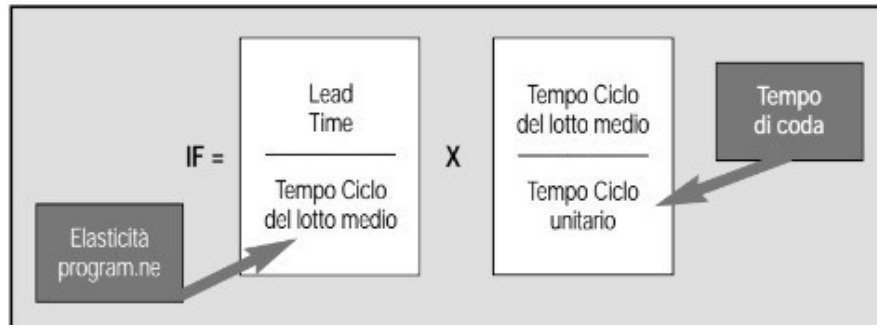 IF =
Lead
Time
Tempo Ciclo
del lotto medio
X
Tempo Ciclo
del lotto medio
Tempo Ciclo
unitario
Tempo
di coda
Elasticità
program.ne